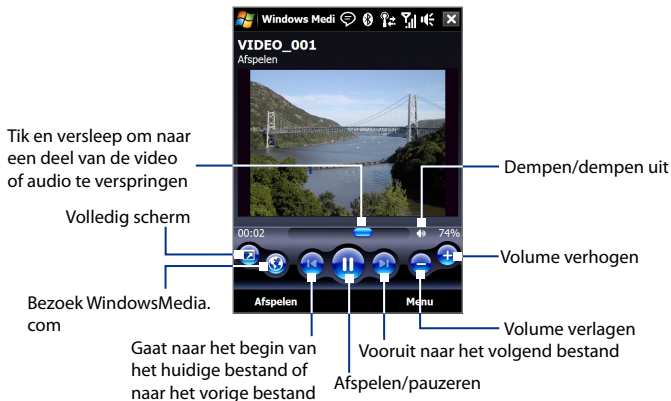 Windows Medi
VIDEO_001
Afspelen
Tik en versleep om naar
een deel van de video
of audio te verspringen
Dempen/dempen uit
Volledig scherm
00:02
74%
Volume verhogen
Bezoek WindowsMedia.
com
Afspelen
Menu
Volume verlagen
Gaat naar het begin van
het huidige bestand of
naar het vorige bestand
Vooruit naar het volgend bestand
Afspelen/pauzeren